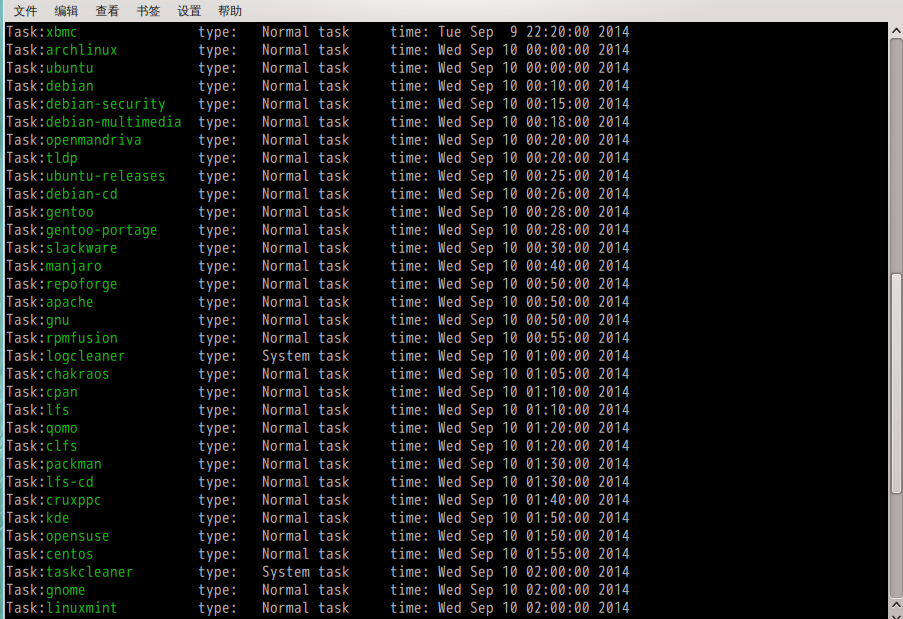 文件 编辑 查看 书签 设置 帮助
Task:xbmc type: Normal task time: Tue Sep  9 22:20:00 2014
Task:archlinux type: Normal task time: Wed Sep 10 00:00:00 2014
Task:ubuntu type: Normal task time: Wed Sep 10 00:00:00 2014
Task:debian type: Normal task time: Wed Sep 10 00:10:00 2014
Task:debian-security type: Normal task time: Wed Sep 10 00:15:00 2014
Task:debian-multimedia type: Normal task time: Wed Sep 10 00:18:00 2014
Task:openmandriva type: Normal task time: Wed Sep 10 00:20:00 2014
Task:tldp type: Normal task time: Wed Sep 10 00:20:00 2014
Task:ubuntu-releases type: Normal task time: Wed Sep 10 00:25:00 2014
Task:debian-cd type: Normal task time: Wed Sep 10 00:26:00 2014
Task:gentoo type: Normal task time: Wed Sep 10 00:28:00 2014
Task:gentoo-portage type: Normal task time: Wed Sep 10 00:28:00 2014
Task:slackware type: Normal task time: Wed Sep 10 00:30:00 2014
Task:manjaro type: Normal task time: Wed Sep 10 00:40:00 2014
Task:repoforge type: Normal task time: Wed Sep 10 00:50:00 2014
Task:apache type: Normal task time: Wed Sep 10 00:50:00 2014
Task:gnu type: Normal task time: Wed Sep 10 00:50:00 2014
Task:rpmfusion type: Normal task time: Wed Sep 10 00:55:00 2014
Task:logcleaner type: System task time: Wed Sep 10 01:00:00 2014
Task:chakraos type: Normal task time: Wed Sep 10 01:05:00 2014
Task:cpan type: Normal task time: Wed Sep 10 01:10:00 2014
Task:lfs type: Normal task time: Wed Sep 10 01:10:00 2014
Task:qomo type: Normal task time: Wed Sep 10 01:20:00 2014
Task:clfs type: Normal task time: Wed Sep 10 01:20:00 2014
Task:packman type: Normal task time: Wed Sep 10 01:30:00 2014
Task:lfs-cd type: Normal task time: Wed Sep 10 01:30:00 2014
Task:cruxppc type: Normal task time: Wed Sep 10 01:40:00 2014
Task:kde type: Normal task time: Wed Sep 10 01:50:00 2014
Task:opensuse type: Normal task time: Wed Sep 10 01:50:00 2014
Task:centos type: Normal task time: Wed Sep 10 01:55:00 2014
Task:taskcleaner type: System task time: Wed Sep 10 02:00:00 2014
Task:gnome type: Normal task time: Wed Sep 10 02:00:00 2014
Task:linuxmint type: Normal task time: Wed Sep 10 02:00:00 2014